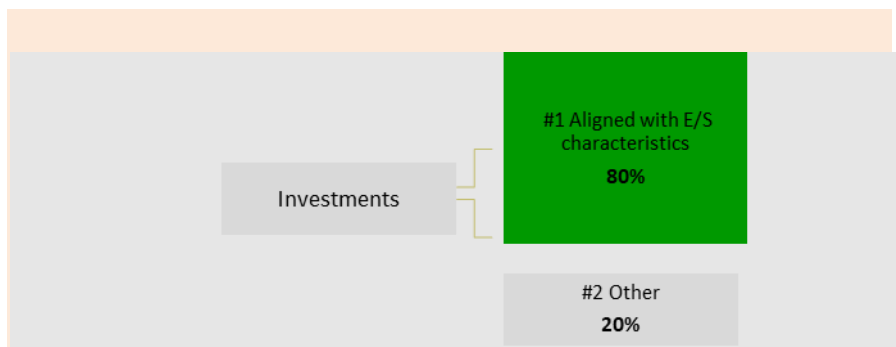 #1 Aligned with E/S
characteristics
80%
Investments
#2 Other
20%